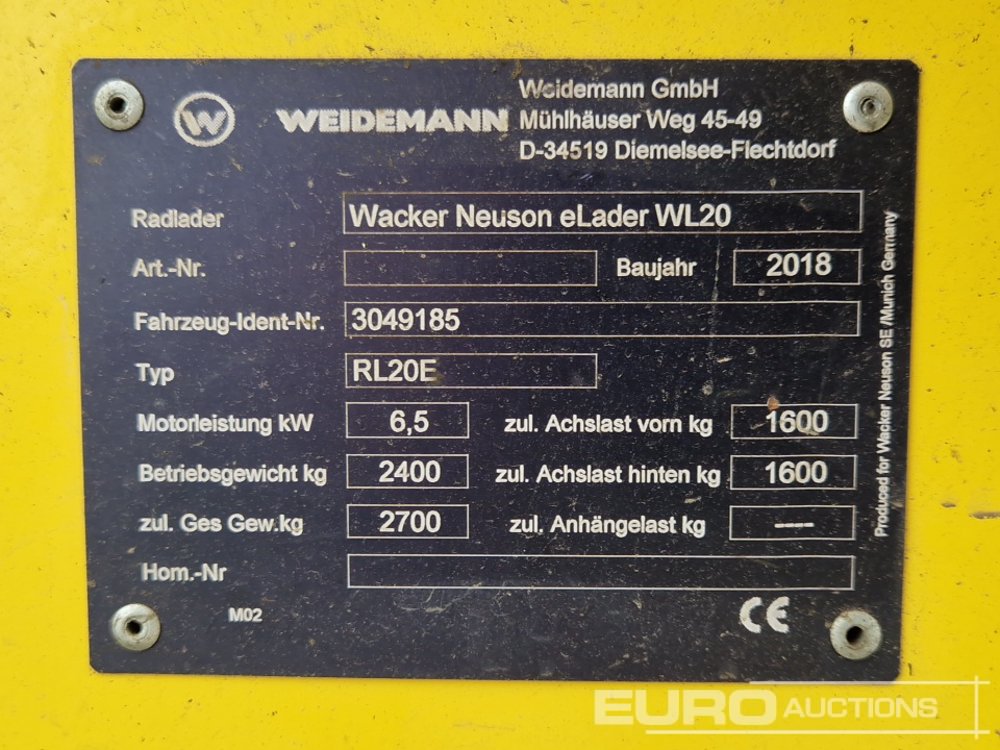 W WEIDEMANN
Weidemann GmbH
Mühlhäuser Weg 45-49
D-34519 Diemelsee-Flechtdorf
Radlader Wacker Neuson eLader WL20
Art.-Nr. Baujahr 2018
Fahrzeug-Ident-Nr. 3049185
Typ RL20E
Motorleistung kW 6,5 zul. Achslast vorn kg 1600
Betriebsgewicht kg 2400 zul. Achslast hinten kg 1600
zul. Ges Gew.kg 2700 zul. Anhängelast kg ----
Hom.-Nr
M02 CE
Produced for Wacker Neuson SE /Munich Germany
EURO AUCTIONS